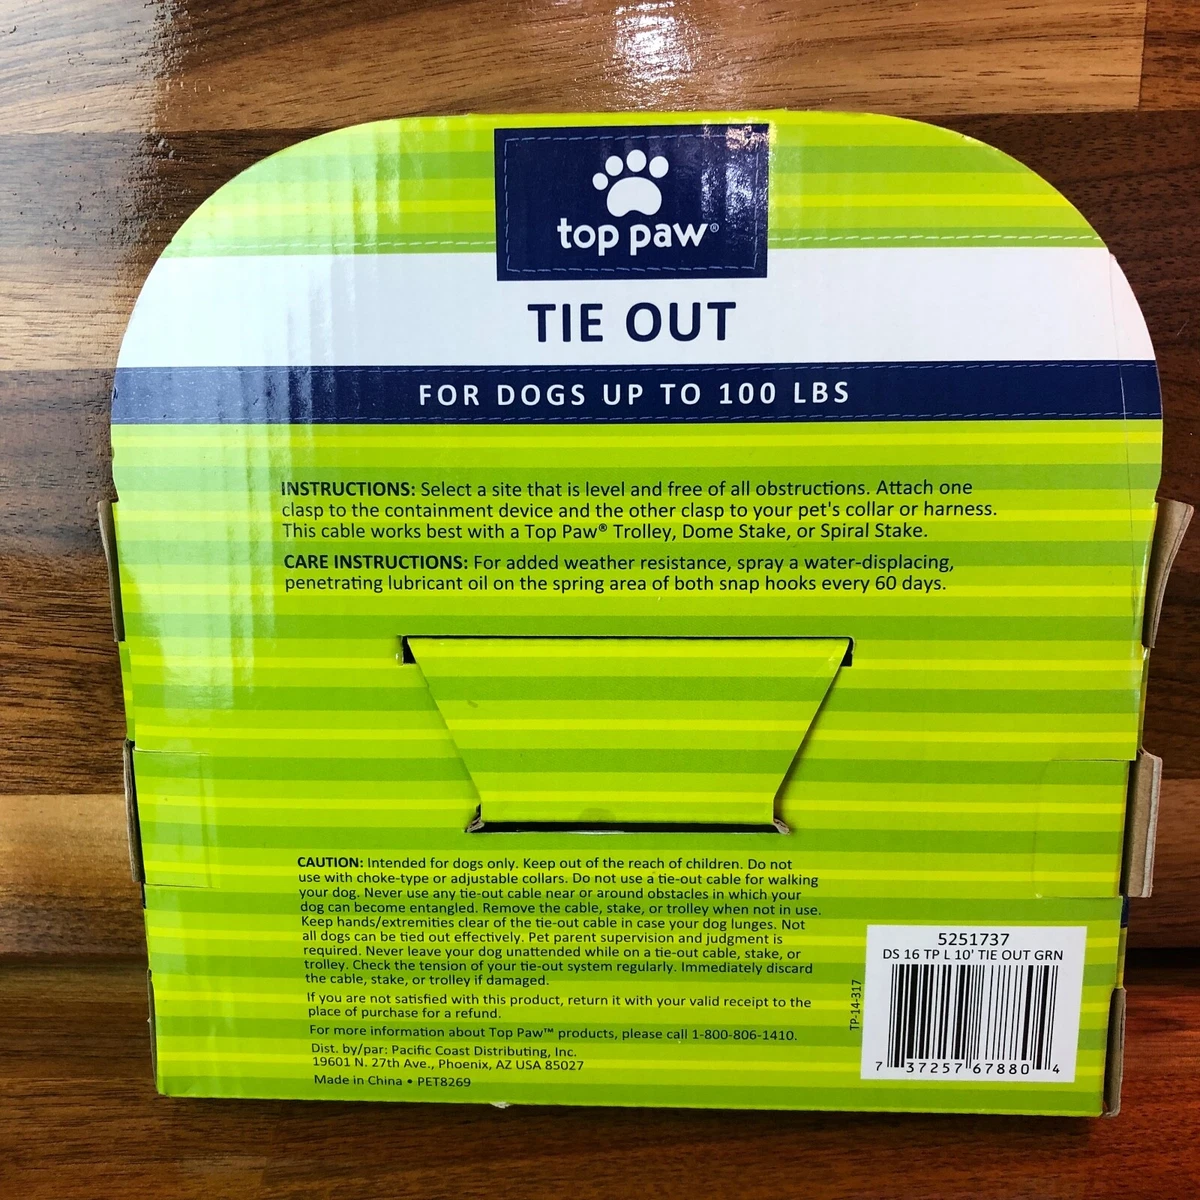 top paw®
TIE OUT
FOR DOGS UP TO 100 LBS
INSTRUCTIONS: Select a site that is level and free of all obstructions. Attach one
clasp to the containment device and the other clasp to your pet's collar or harness.
This cable works best with a Top Paw® Trolley, Dome Stake, or Spiral Stake.
CARE INSTRUCTIONS: For added weather resistance, spray a water-displacing,
penetrating lubricant oil on the spring area of both snap hooks every 60 days.
CAUTION: Intended for dogs only. Keep out of the reach of children. Do not
use with choke-type or adjustable collars. Do not use a tie-out cable for walking
your dog. Never use any tie-out cable near or around obstacles in which your
dog can become entangled. Remove the cable, stake, or trolley when not in use.
Keep hands/extremities clear of the tie-out cable in case your dog lunges. Not
all dogs can be tied out effectively. Pet parent supervision and judgment is
required. Never leave your dog unattended while on a tie-out cable, stake, or
trolley. Check the tension of your tie-out system regularly. Immediately discard
the cable, stake, or trolley if damaged.
If you are not satisfied with this product, return it with your valid receipt to the
place of purchase for a refund.
For more information about Top Paw™ products, please call 1-800-806-1410.
Dist. by/par: Pacific Coast Distributing, Inc.
19601 N. 27th Ave., Phoenix, AZ USA 85027
Made in China • PET8269
TP-14-317
5251737
DS 16 TP L 10' TIE OUT GRN
7 37257 67880 4